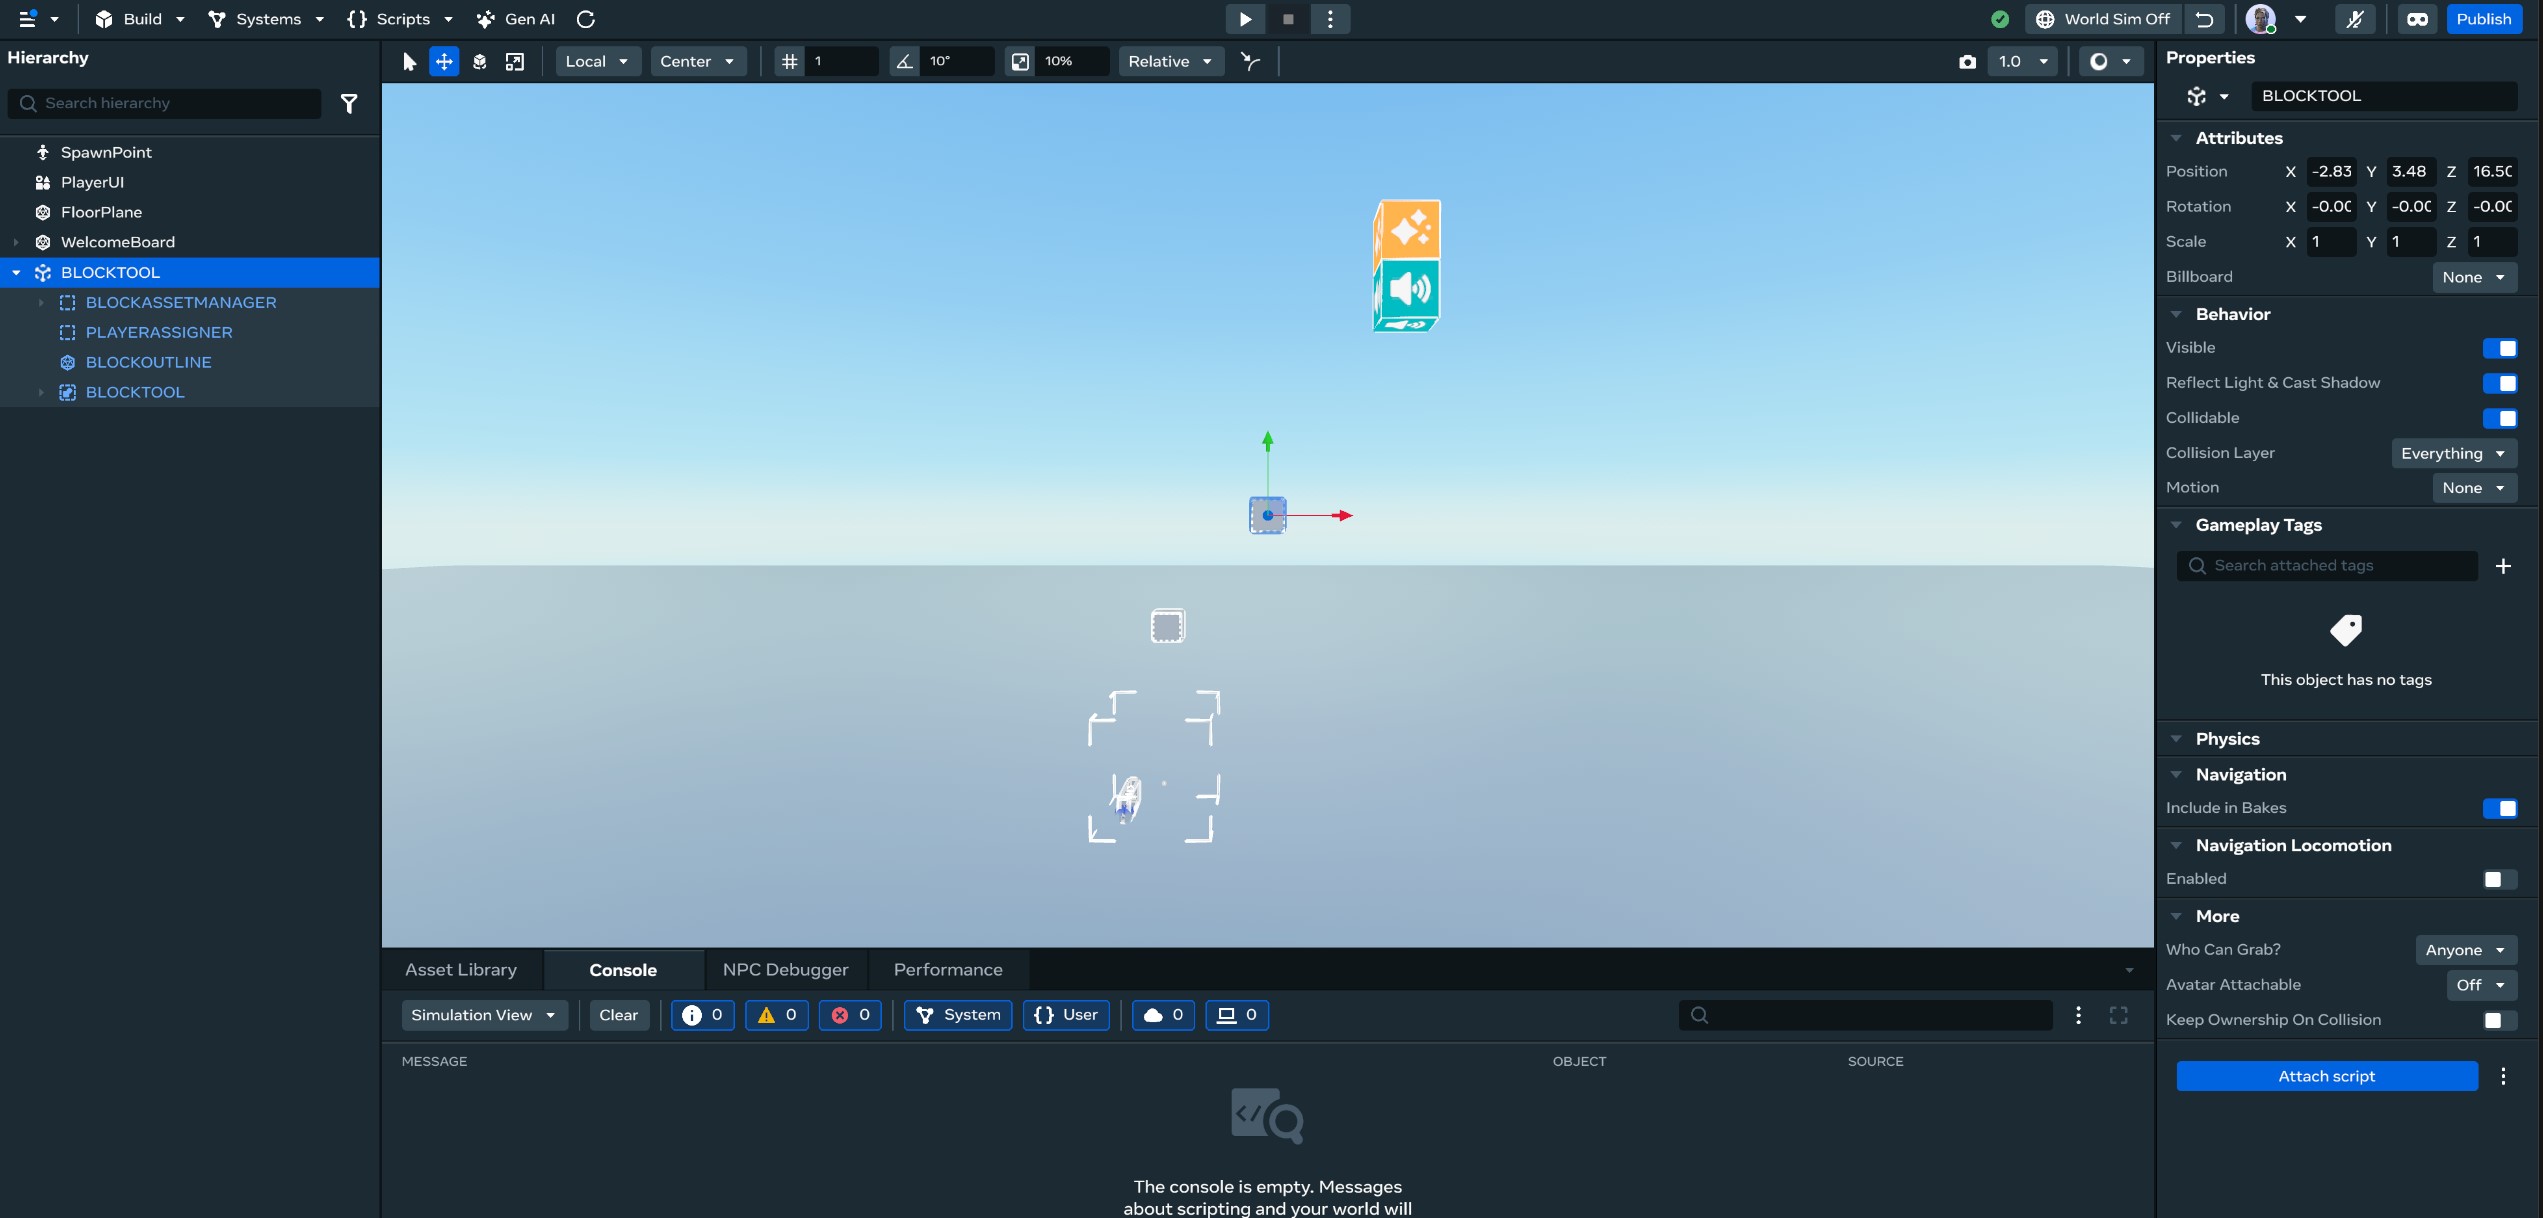 Build Systems Scripts Gen AI World Sim Off Publish
Hierarchy
Search hierarchy
SpawnPoint
PlayerUI
FloorPlane
WelcomeBoard
BLOCKTOOL
BLOCKASSETMANAGER
PLAYERASSIGNER
BLOCKOUTLINE
BLOCKTOOL
Local Center 1 10° 10% Relative 1.0
Asset Library Console NPC Debugger Performance
Simulation View Clear 0 0 0 System User 0 0
MESSAGE OBJECT SOURCE
The console is empty. Messages
about scripting and your world will
Properties
BLOCKTOOL
Attributes
Position X -2.83 Y 3.48 Z 16.50
Rotation X -0.00 Y -0.00 Z -0.00
Scale X 1 Y 1 Z 1
Billboard None
Behavior
Visible
Reflect Light & Cast Shadow
Collidable
Collision Layer Everything
Motion None
Gameplay Tags
Search attached tags
This object has no tags
Physics
Navigation
Include in Bakes
Navigation Locomotion
Enabled
More
Who Can Grab? Anyone
Avatar Attachable Off
Keep Ownership On Collision
Attach script